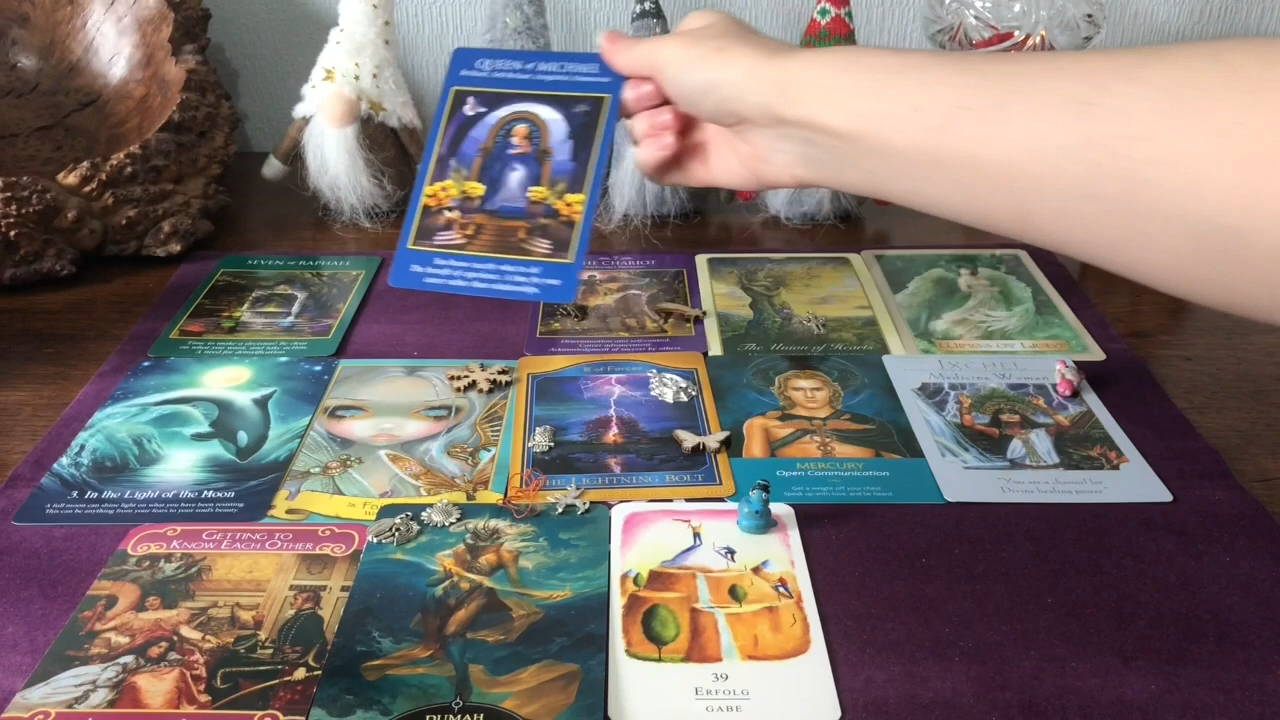 QUEEN of MICHAEL
SEVEN of RAPHAEL
Time to make a decision! Be clear
on what you want, and take action.
A need for detoxification.
7
THE CHARIOT
Determination and self-control.
Career advancement.
Acknowledgment of success by others.
The Union of Hearts
3. In the Light of the Moon
A full moon can shine light on what you have been resisting.
This can be anything from your fears to your soul's beauty.
8 of Forces
THE LIGHTNING BOLT
MERCURY
Open Communication
Get a weight off your chest.
Speak up with love, and be heard.
IXCHEL
Medicine Woman
"You are a channel for
Divine healing power."
GETTING TO
KNOW EACH OTHER
DUMAH
39
ERFOLG
GABE